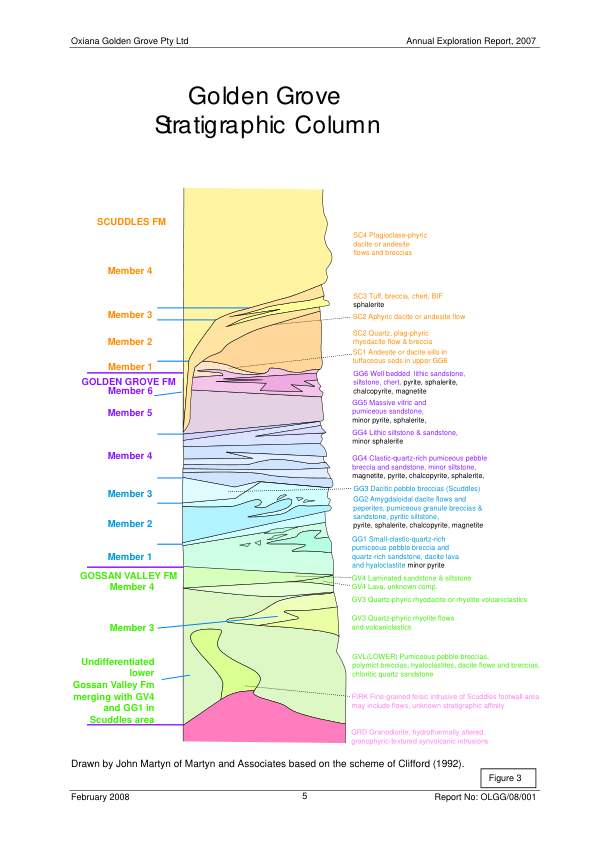 Oxiana Golden Grove Pty Ltd
Annual Exploration Report, 2007
Golden Grove
Stratigraphic Column
SCUDDLES FM
Member 4
Member 3
Member 2
Member 1
GOLDEN GROVE FM
Member 6
Member 5
Member 4
Member 3
Member 2
Member 1
GOSSAN VALLEY FM
Member 4
Member 3
Undifferentiated
lower
Gossan Valley Fm
merging with GV4
and GG1 in
Scuddles area
SC4 Plagioclase-phyric
dacite or andesite
flows and breccias
SC3 Tuff, breccia, chert, BIF
sphalerite
SC2 Aphyric dacite or andesite flow
SC2 Quartz, plag-phyric
rhyodacite flow & breccia
SC1 Andesite or dacite sills in
tuffaceous seds in upper GG6
GG6 Well bedded lithic sandstone,
siltstone, chert, pyrite, sphalerite,
chalcopyrite, magnetite
GG5 Massive vitric and
pumiceous sandstone,
minor pyrite, sphalerite,
GG4 Lithic siltstone & sandstone,
minor sphalerite
GG4 Clastic-quartz-rich pumiceous pebble
breccia and sandstone, minor siltstone,
magnetite, pyrite, chalcopyrite, sphalerite,
GG3 Dacitic pebble breccias (Scuddles)
GG2 Amygdaloidal dacite flows and
peperites, pumiceous granule breccias &
sandstone, pyritic siltstone,
pyrite, sphalerite, chalcopyrite, magnetite
GG1 Small-clastic-quartz-rich
pumiceous pebble breccia and
quartz-rich sandstone, dacite lava
and hyaloclastite minor pyrite
GV4 Laminated sandstone & siltstone.
GV4 Lava, unknown comp.
GV3 Quartz-phyric rhyodacite or rhyolite volcaniclastics
GV3 Quartz-phyric rhyolite flows
and volcaniclastics
GVL(LOWER) Pumiceous pebble breccias,
polymict breccias, hyaloclastites, dacite flows and breccias,
chloritic quartz sandstone
FIRK Fine-grained felsic intrusive of Scuddles footwall area
may include flows, unknown stratigraphic affinity
GRD Granodiorite, hydrothermally altered,
granophyric-textured synvolcanic intrusions
Drawn by John Martyn of Martyn and Associates based on the scheme of Clifford (1992).
Figure 3
February 2008
5
Report No: OLGG/08/001